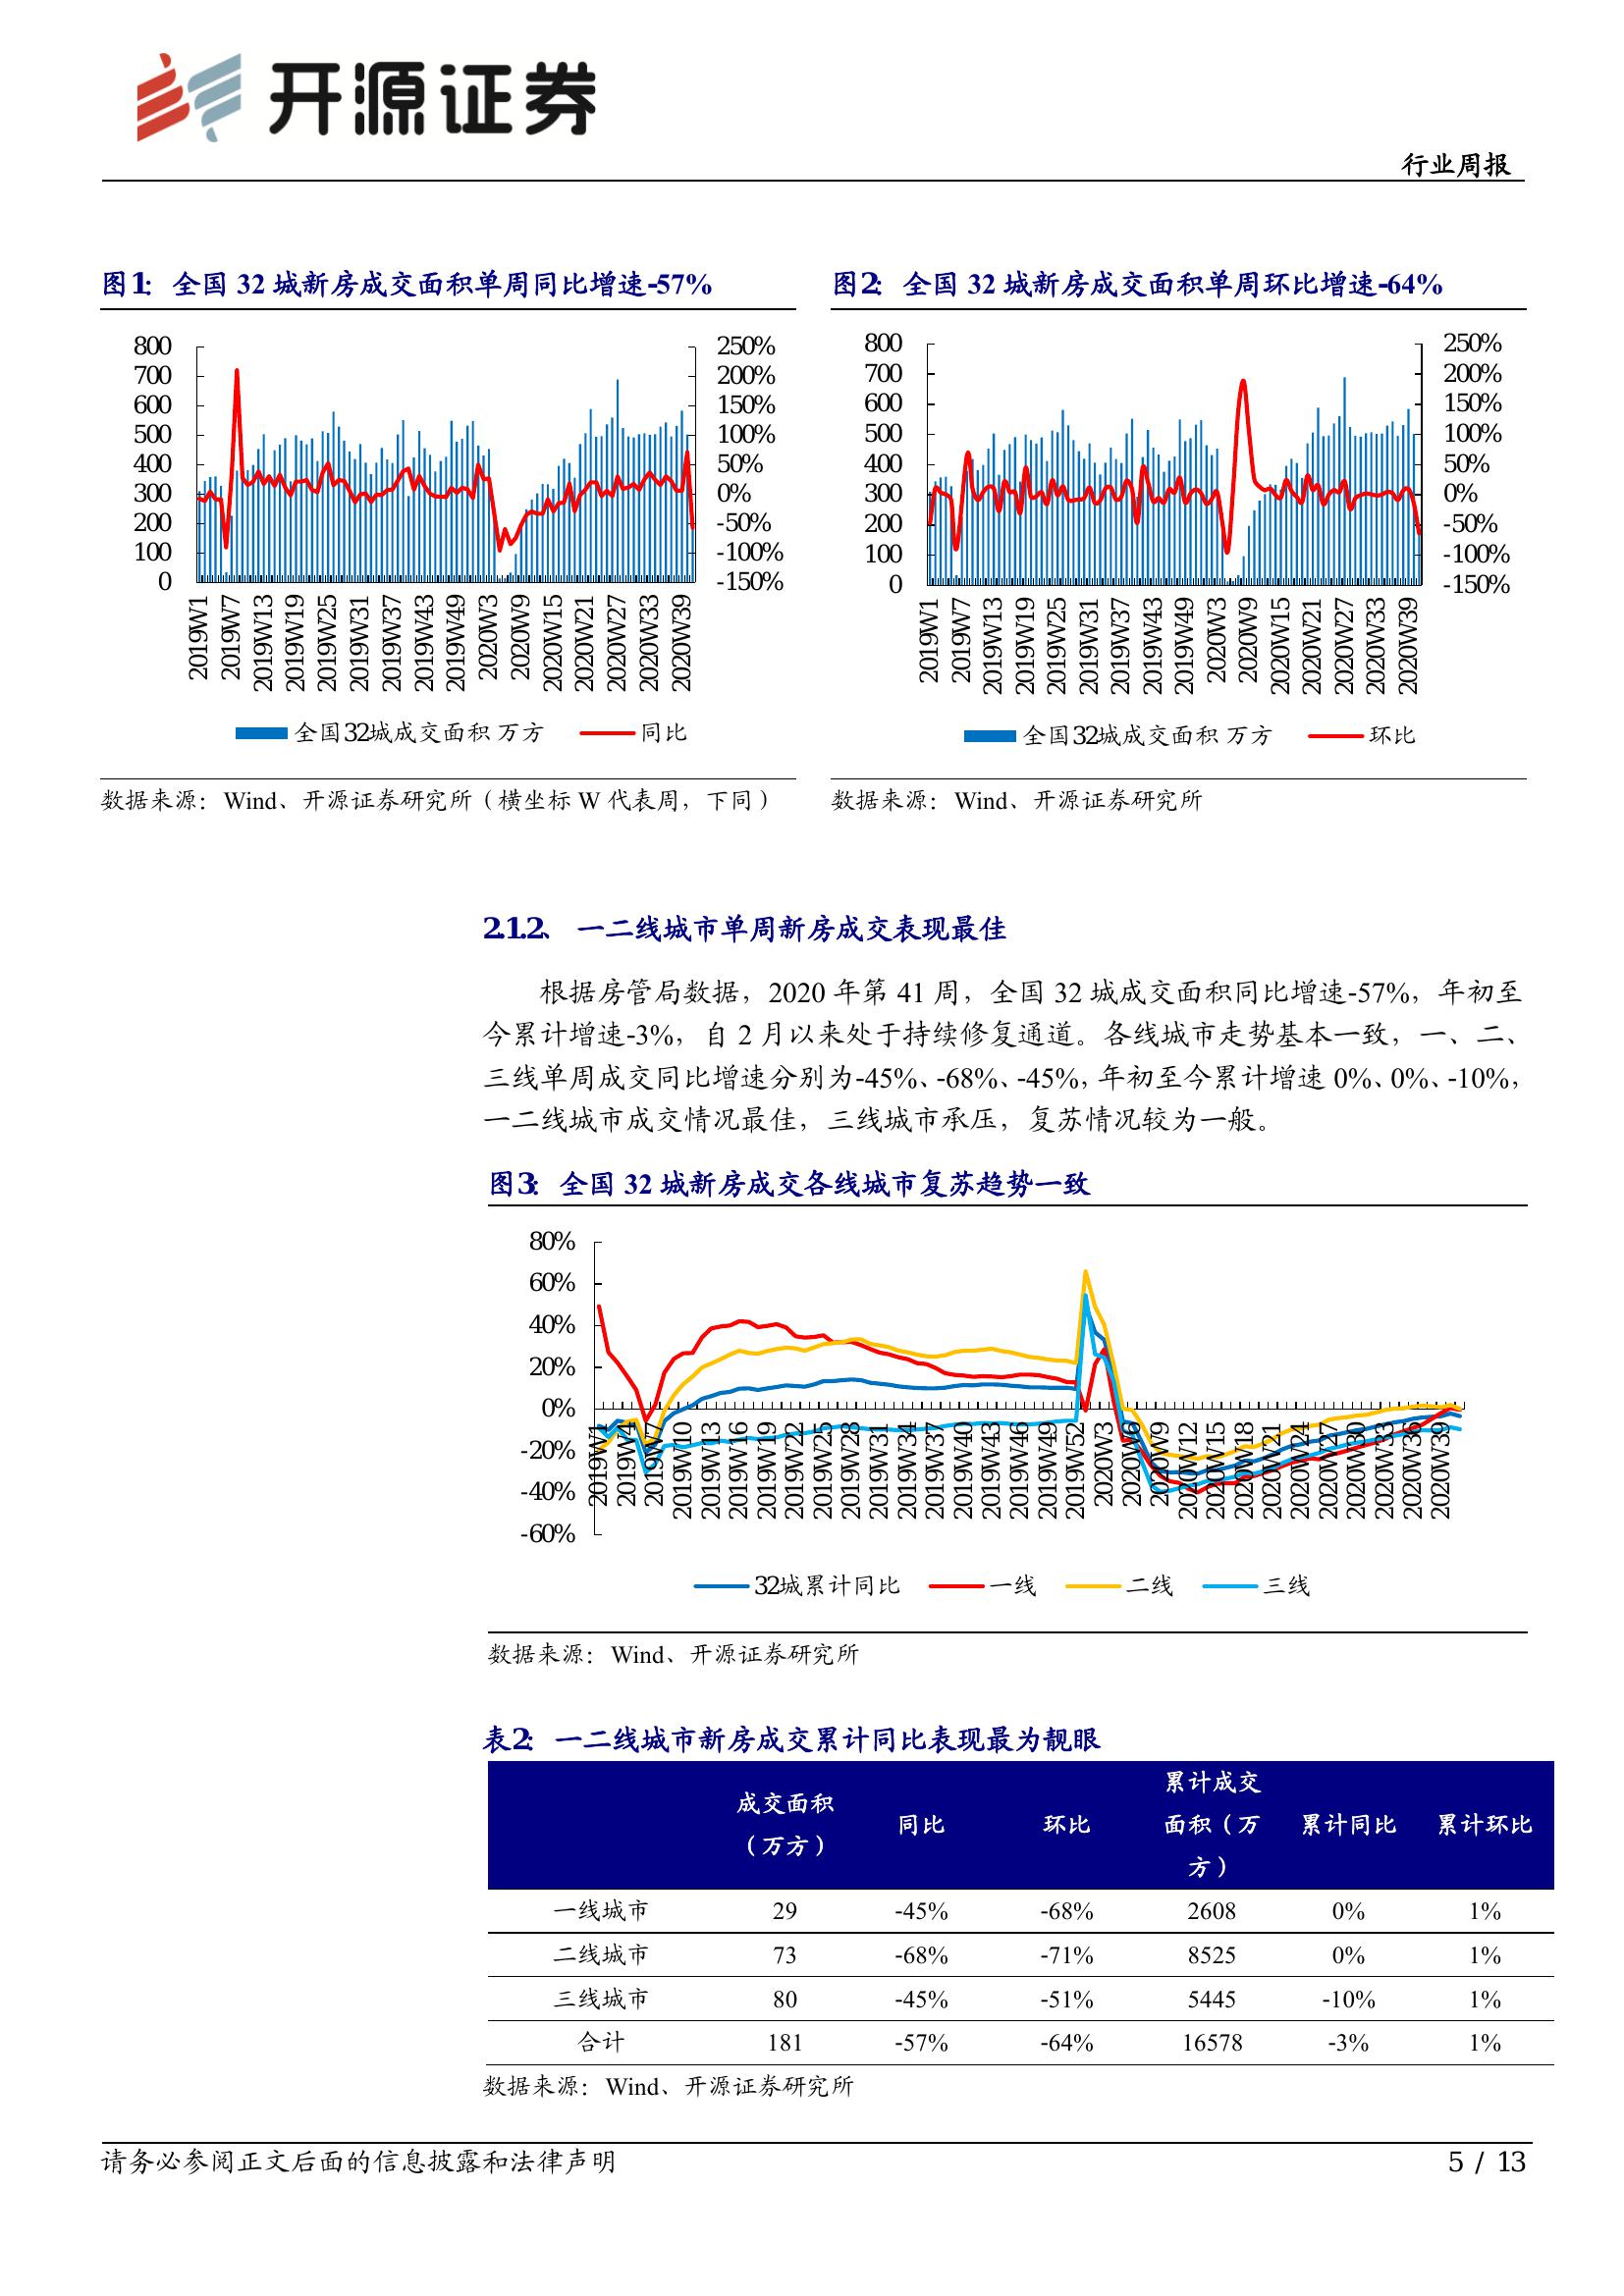 开源证券
行业周报
图1： 全国 32 城新房成交面积单周同比增速-57%
800
700
600
500
400
300
200
100
0
250%
200%
150%
100%
50%
0%
-50%
-100%
-150%
2019W1
2019W7
2019W13
2019W19
2019W25
2019W31
2019W37
2019W43
2019W49
2020W3
2020W9
2020W15
2020W21
2020W27
2020W33
2020W39
全国32城成交面积 万方
同比
数据来源：Wind、开源证券研究所（横坐标 W 代表周，下同）
图2： 全国 32 城新房成交面积单周环比增速-64%
800
700
600
500
400
300
200
100
0
250%
200%
150%
100%
50%
0%
-50%
-100%
-150%
2019W1
2019W7
2019W13
2019W19
2019W25
2019W31
2019W37
2019W43
2019W49
2020W3
2020W9
2020W15
2020W21
2020W27
2020W33
2020W39
全国32城成交面积 万方
环比
数据来源：Wind、开源证券研究所
2.1.2、 一二线城市单周新房成交表现最佳
根据房管局数据，2020 年第 41 周，全国 32 城成交面积同比增速-57%，年初至
今累计增速-3%，自 2 月以来处于持续修复通道。各线城市走势基本一致，一、二、
三线单周成交同比增速分别为-45%、-68%、-45%，年初至今累计增速 0%、0%、-10%，
一二线城市成交情况最佳，三线城市承压，复苏情况较为一般。
图3： 全国 32 城新房成交各线城市复苏趋势一致
80%
60%
40%
20%
0%
-20%
-40%
-60%
2019W1
2019W4
2019W7
2019W10
2019W13
2019W16
2019W19
2019W22
2019W25
2019W28
2019W31
2019W34
2019W37
2019W40
2019W43
2019W46
2019W49
2019W52
2020W3
2020W6
2020W9
2020W12
2020W15
2020W18
2020W21
2020W24
2020W27
2020W30
2020W33
2020W36
2020W39
32城累计同比
一线
二线
三线
数据来源：Wind、开源证券研究所
表2： 一二线城市新房成交累计同比表现最为靓眼
成交面积（万方） 同比 环比 累计成交面积（万方） 累计同比 累计环比
一线城市 29 -45% -68% 2608 0% 1%
二线城市 73 -68% -71% 8525 0% 1%
三线城市 80 -45% -51% 5445 -10% 1%
合计 181 -57% -64% 16578 -3% 1%
数据来源：Wind、开源证券研究所
请务必参阅正文后面的信息披露和法律声明
5 / 13